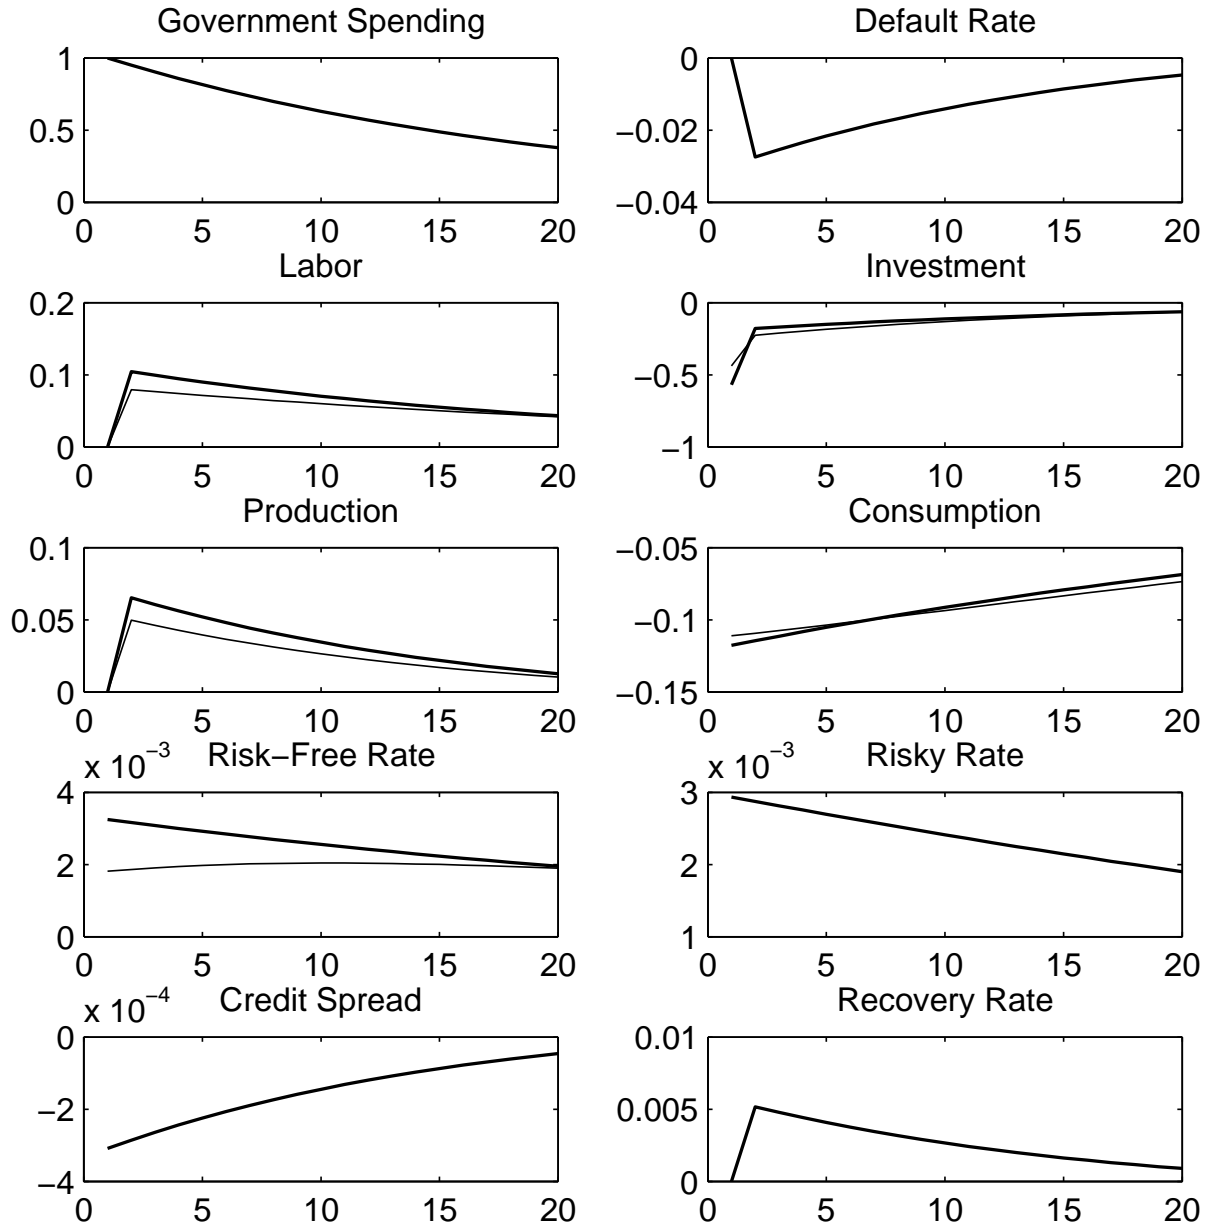 Government Spending
1
0.5
0
0 5 10 15 20
Default Rate
0
−0.02
−0.04
0 5 10 15 20
Labor
0.2
0.1
0
0 5 10 15 20
Investment
0
−0.5
−1
0 5 10 15 20
Production
0.1
0.05
0
0 5 10 15 20
Consumption
−0.05
−0.1
−0.15
0 5 10 15 20
x 10⁻³ Risk−Free Rate
4
2
0
0 5 10 15 20
x 10⁻³ Risky Rate
3
2
1
0 5 10 15 20
x 10⁻⁴ Credit Spread
0
−2
−4
0 5 10 15 20
Recovery Rate
0.01
0.005
0
0 5 10 15 20